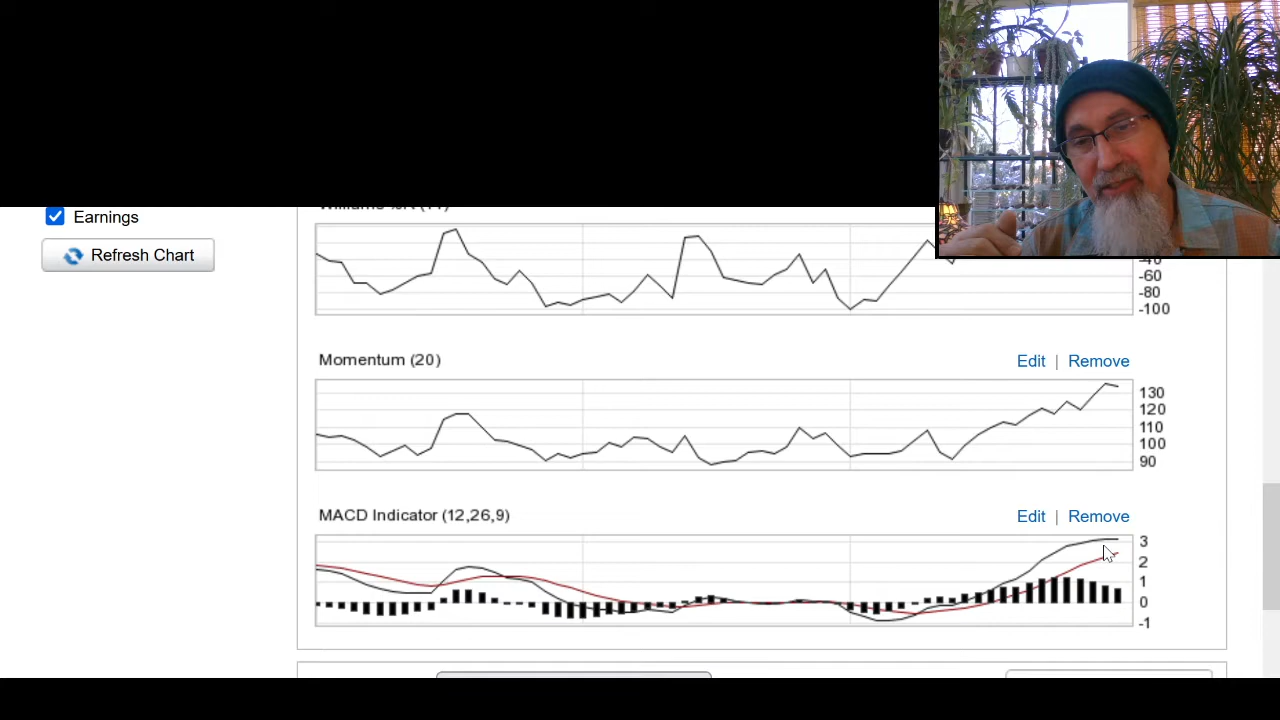 Earnings
Refresh Chart
-60
-80
-100
Momentum (20)
Edit | Remove
130
120
110
100
90
MACD Indicator (12,26,9)
Edit | Remove
3
2
1
0
-1